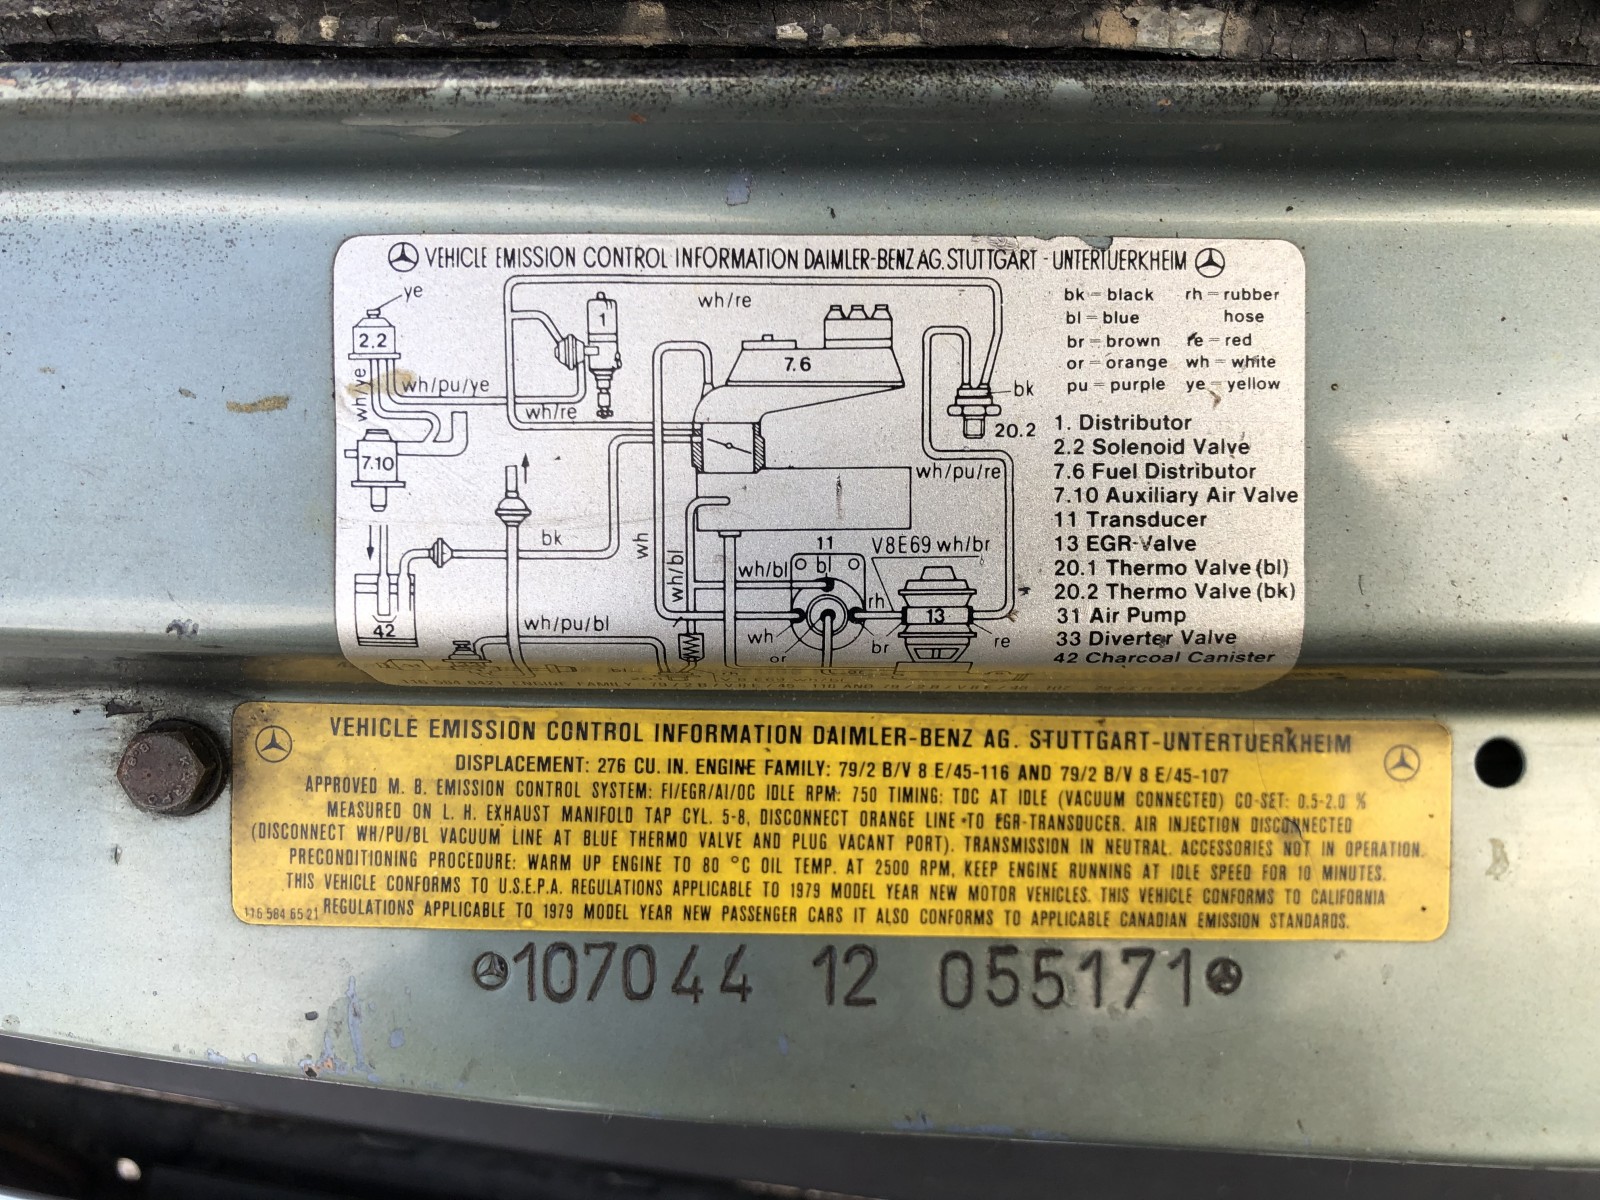 VEHICLE EMISSION CONTROL INFORMATION DAIMLER-BENZ AG. STUTTGART - UNTERTUERKHEIM
ye
2.2
wh/ye
wh/pu/ye
1
wh/re
wh/re
7.6
bk
20.2
7.10
wh/pu/re
bk
wh
wh/bl
wh/bl
11
bl
V8E69 wh/br
rh
13
42
wh/pu/bl
wh
or
br
re
bk = black rh = rubber
bl = blue hose
br = brown re = red
or = orange wh = white
pu = purple ye = yellow
1. Distributor
2.2 Solenoid Valve
7.6 Fuel Distributor
7.10 Auxiliary Air Valve
11 Transducer
13 EGR-Valve
20.1 Thermo Valve (bl)
20.2 Thermo Valve (bk)
31 Air Pump
33 Diverter Valve
42 Charcoal Canister
ENGINE FAMILY: 79/2 B/V 8 E/45-116 AND 79/2 B/V 8 E/45-107
VEHICLE EMISSION CONTROL INFORMATION DAIMLER-BENZ AG. STUTTGART-UNTERTUERKHEIM
DISPLACEMENT: 276 CU. IN. ENGINE FAMILY: 79/2 B/V 8 E/45-116 AND 79/2 B/V 8 E/45-107
APPROVED M. B. EMISSION CONTROL SYSTEM: FI/EGR/AI/OC IDLE RPM: 750 TIMING: TDC AT IDLE (VACUUM CONNECTED) CO-SET: 0.5-2.0 %
MEASURED ON L. H. EXHAUST MANIFOLD TAP CYL. 5-8, DISCONNECT ORANGE LINE TO EGR-TRANSDUCER. AIR INJECTION DISCONNECTED
(DISCONNECT WH/PU/BL VACUUM LINE AT BLUE THERMO VALVE AND PLUG VACANT PORT). TRANSMISSION IN NEUTRAL. ACCESSORIES NOT IN OPERATION.
PRECONDITIONING PROCEDURE: WARM UP ENGINE TO 80 °C OIL TEMP. AT 2500 RPM, KEEP ENGINE RUNNING AT IDLE SPEED FOR 10 MINUTES.
THIS VEHICLE CONFORMS TO U.S.E.P.A. REGULATIONS APPLICABLE TO 1979 MODEL YEAR NEW MOTOR VEHICLES. THIS VEHICLE CONFORMS TO CALIFORNIA
116 584 65 21 REGULATIONS APPLICABLE TO 1979 MODEL YEAR NEW PASSENGER CARS IT ALSO CONFORMS TO APPLICABLE CANADIAN EMISSION STANDARDS.
107044 12 055171